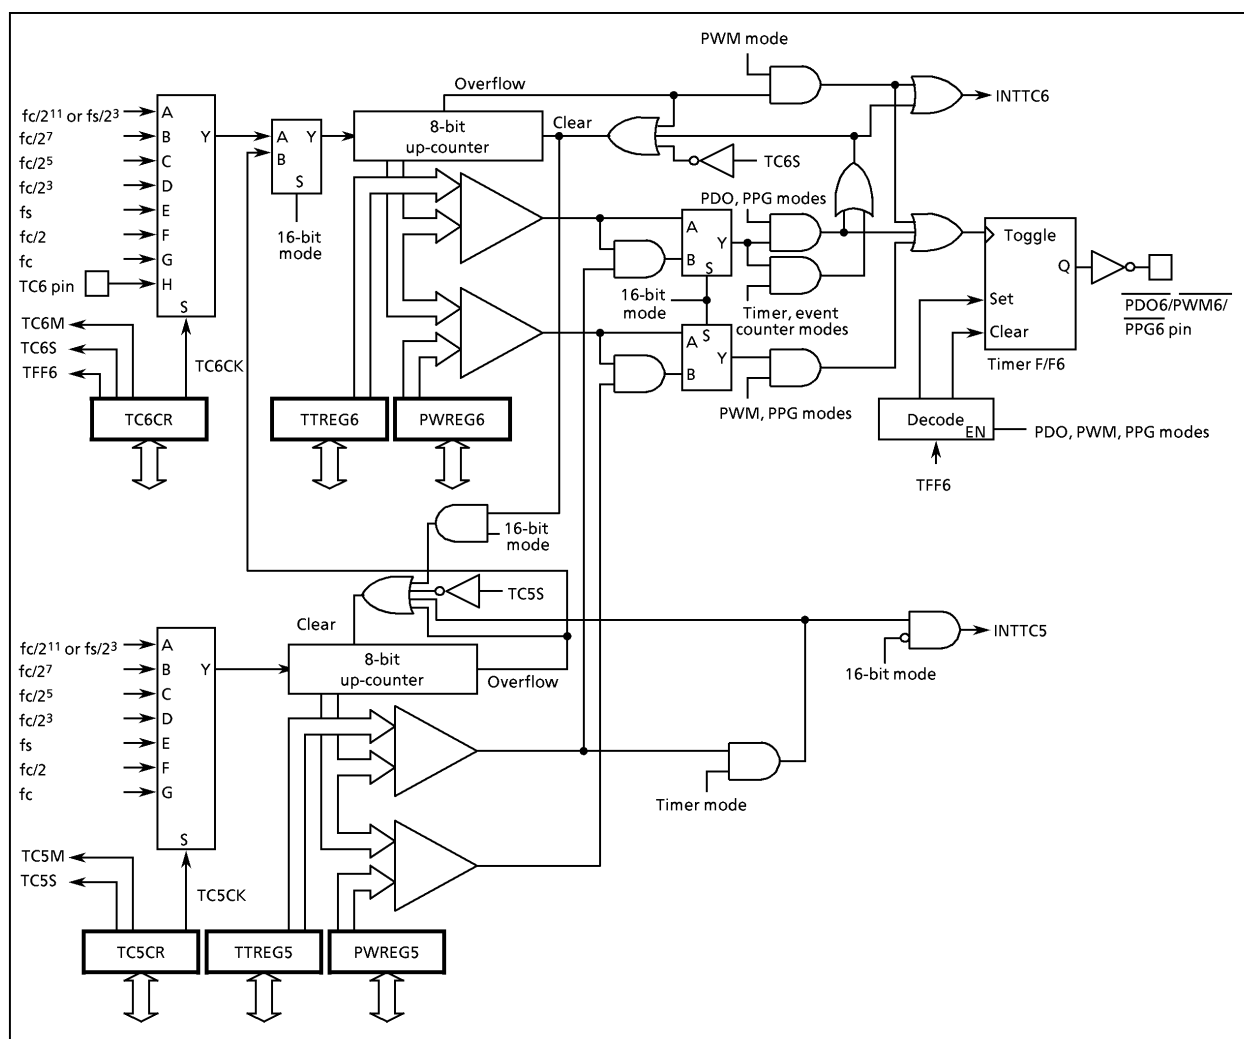 PWM mode
Overflow
INTTC6
fc/2¹¹ or fs/2³
A
fc/2⁷
B
Y
fc/2⁵
C
fc/2³
D
fs
E
fc/2
F
fc
G
TC6 pin
H
S
A
Y
B
S
16-bit
mode
8-bit
up-counter
Clear
TC6S
PDO, PPG modes
A
Y
B
S
16-bit
mode
Timer, event
counter modes
A
S
Y
B
PWM, PPG modes
Toggle
Q
Set
Clear
Timer F/F6
PDO6/PWM6/
PPG6 pin
TC6M
TC6S
TFF6
TC6CK
TC6CR
TTREG6
PWREG6
Decode
EN
PDO, PWM, PPG modes
TFF6
16-bit
mode
TC5S
Clear
INTTC5
16-bit mode
fc/2¹¹ or fs/2³
A
fc/2⁷
B
Y
fc/2⁵
C
fc/2³
D
fs
E
fc/2
F
fc
G
S
8-bit
up-counter
Overflow
Timer mode
TC5M
TC5S
TC5CK
TC5CR
TTREG5
PWREG5